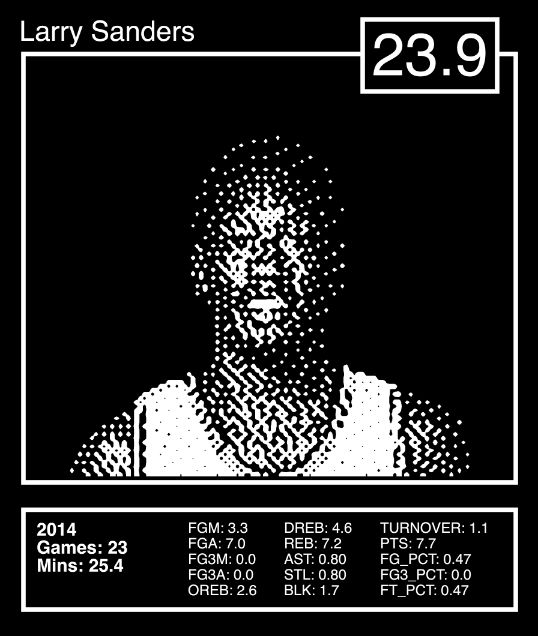 Larry Sanders
23.9
2014
Games: 23
Mins: 25.4
FGM: 3.3
FGA: 7.0
FG3M: 0.0
FG3A: 0.0
OREB: 2.6
DREB: 4.6
REB: 7.2
AST: 0.80
STL: 0.80
BLK: 1.7
TURNOVER: 1.1
PTS: 7.7
FG_PCT: 0.47
FG3_PCT: 0.0
FT_PCT: 0.47